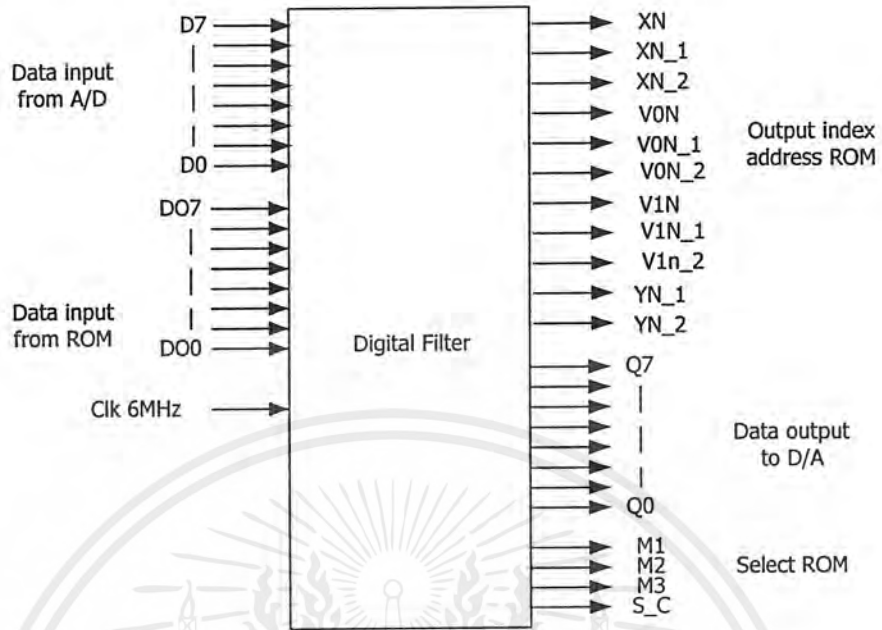 D7
Data input
from A/D
D0
DO7
Data input
from ROM
DO0
Clk 6MHz
Digital Filter
XN
XN_1
XN_2
V0N
V0N_1
V0N_2
V1N
V1N_1
V1n_2
YN_1
YN_2
Output index
address ROM
Q7
Data output
to D/A
Q0
M1
M2
M3
S_C
Select ROM